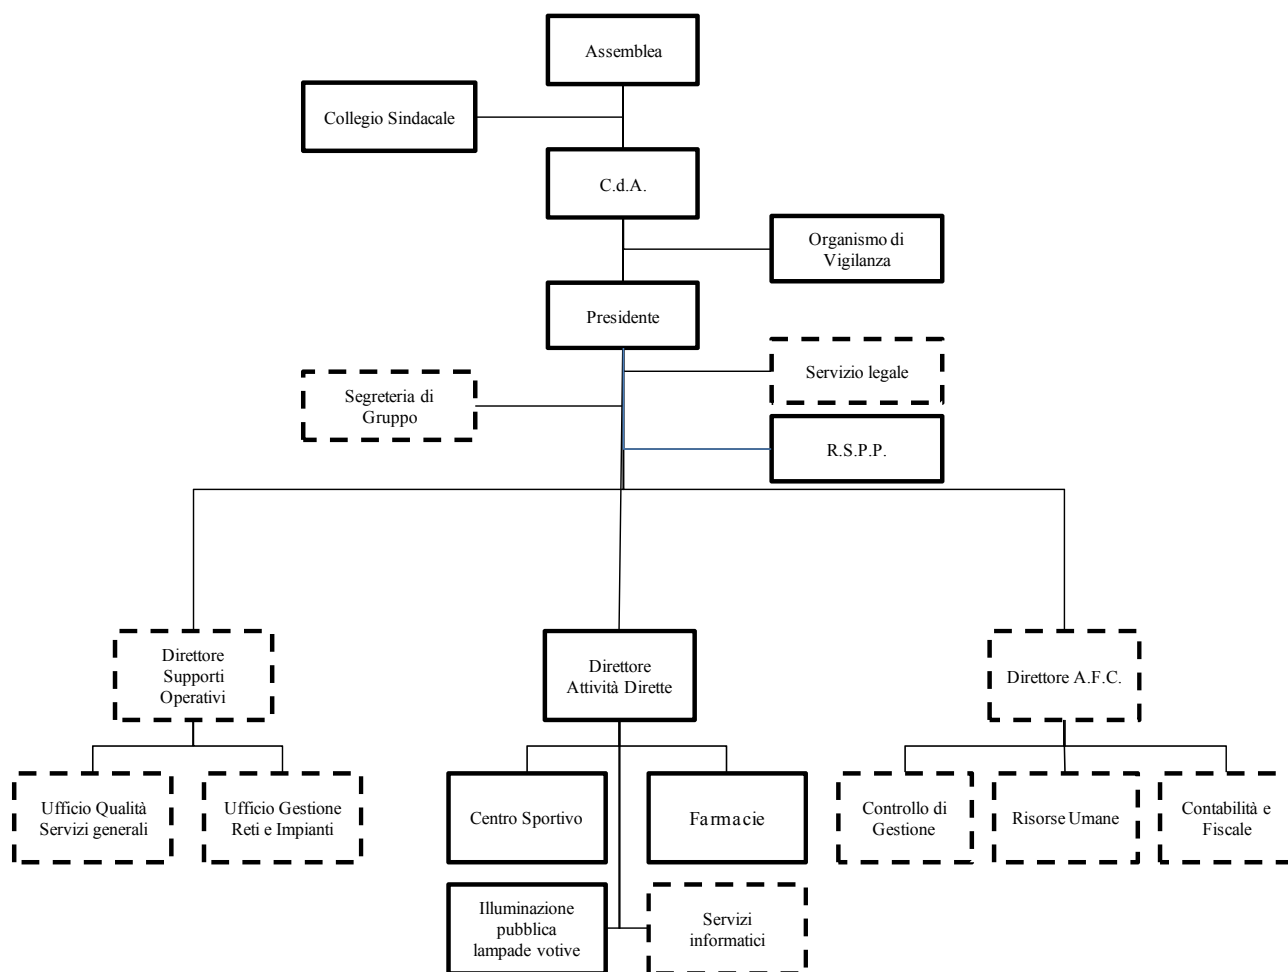 Assemblea
Collegio Sindacale
C.d.A.
Organismo di
Vigilanza
Presidente
Servizio legale
Segreteria di
Gruppo
R.S.P.P.
Direttore
Supporti
Operativi
Direttore
Attività Dirette
Direttore A.F.C.
Ufficio Qualità
Servizi generali
Ufficio Gestione
Reti e Impianti
Centro Sportivo
Farmacie
Controllo di
Gestione
Risorse Umane
Contabilità e
Fiscale
Illuminazione
pubblica
lampade votive
Servizi
informatici